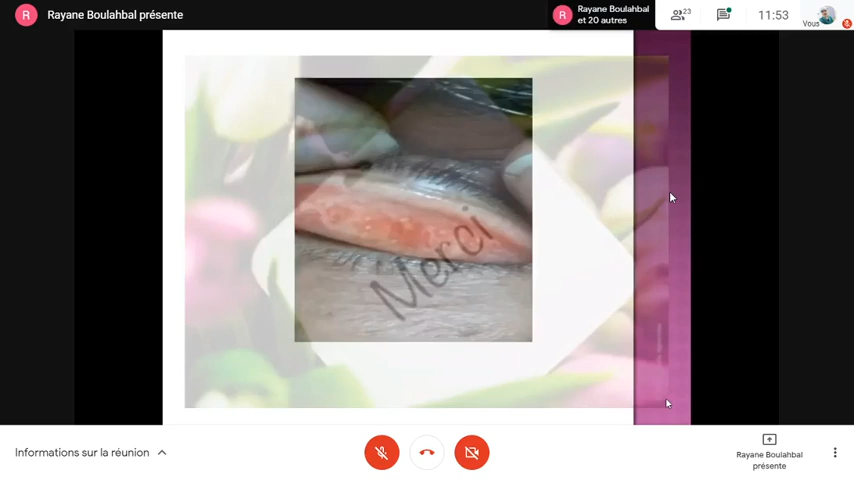 R
Rayane Boulahbal présente
R
Rayane Boulahbal
et 20 autres
23
11:53
Vous
Merci
Informations sur la réunion
Rayane Boulahbal
présente